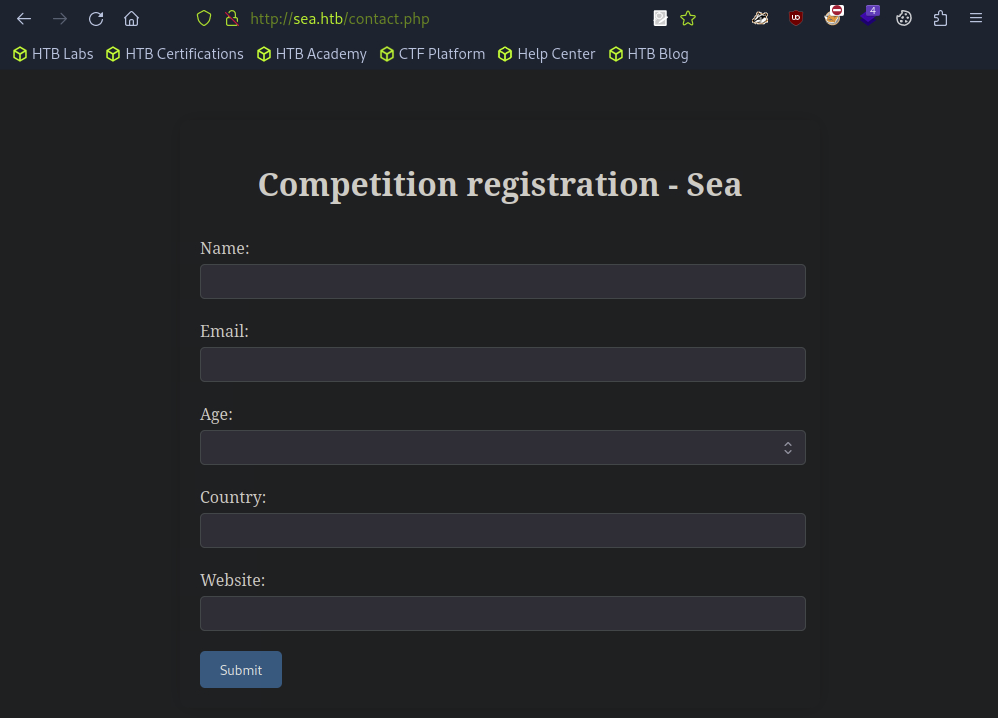 http://sea.htb/contact.php
4
HTB Labs HTB Certifications HTB Academy CTF Platform Help Center HTB Blog
Competition registration - Sea
Name:
Email:
Age:
Country:
Website:
Submit